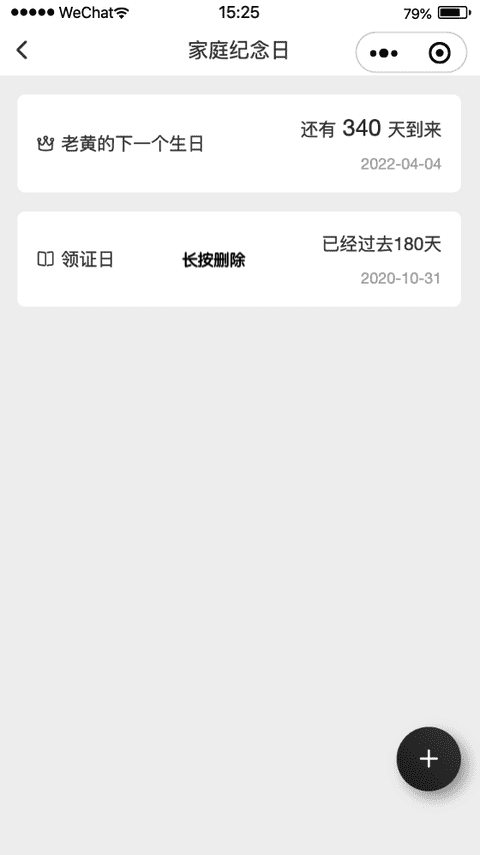 WeChat
15:25
79%
家庭纪念日
老黄的下一个生日
还有 340 天到来
2022-04-04
领证日
长按删除
已经过去180天
2020-10-31